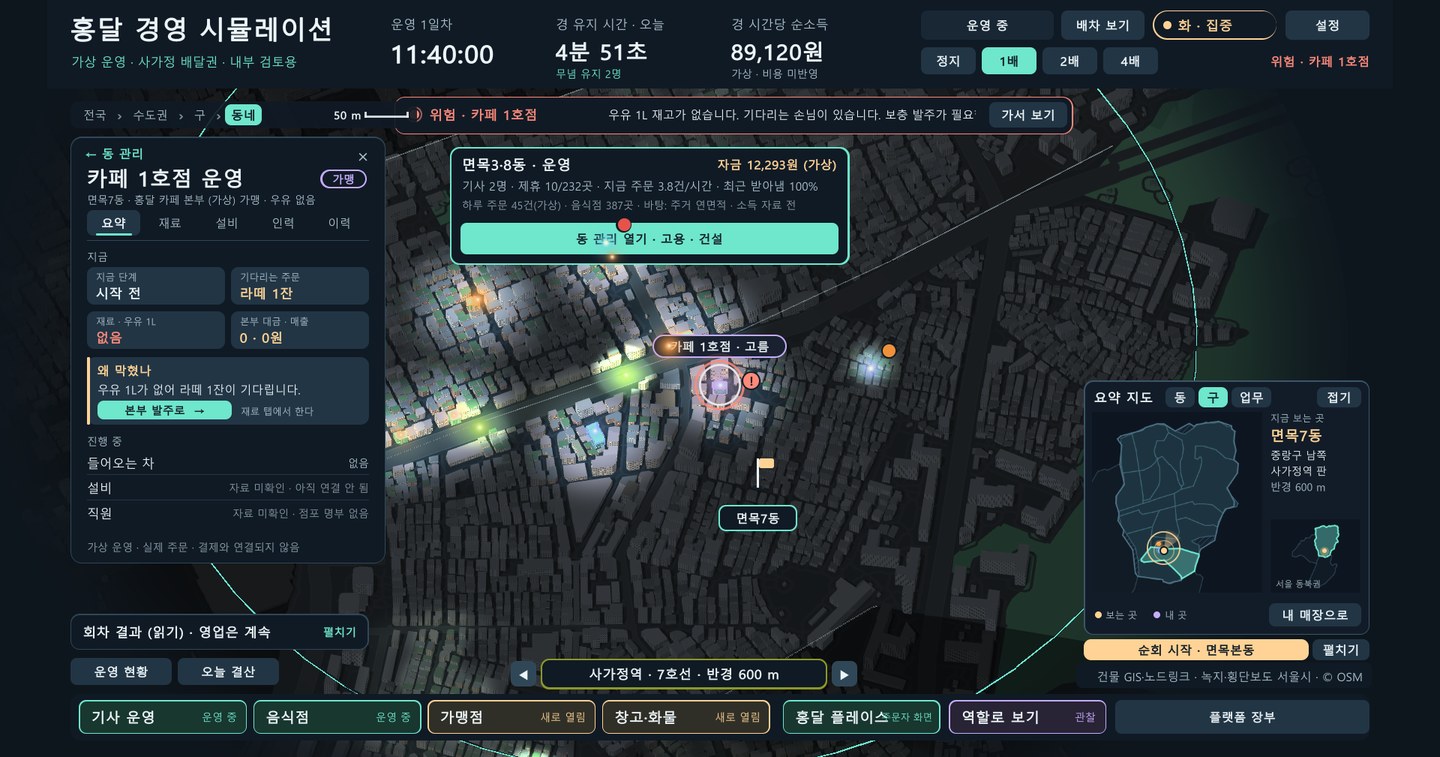 홍달 경영 시뮬레이션
가상 운영 · 사가정 배달권 · 내부 검토용
운영 1일차
11:40:00
경 유지 시간 · 오늘
4분 51초
무냄 유지 2명
경 시간당 순소득
89,120원
가상 · 비용 미반영
운영 중
배차 보기
화 · 집중
설정
정지
1배
2배
4배
위험 · 카페 1호점
전국 › 수도권 › 구 › 동네
50 m
위험 · 카페 1호점
우유 1L 재고가 없습니다. 기다리는 손님이 있습니다. 보충 발주가 필요
가서 보기
← 동 관리
×
카페 1호점 운영
가맹
면목7동 · 홍달 카페 본부 (가상) 가맹 · 우유 없음
요약
재료
설비
인력
이력
지금
지금 단계
시작 전
기다리는 주문
라떼 1잔
재료 · 우유 1L
없음
본부 대금 · 매출
0 · 0원
왜 막혔나
우유 1L가 없어 라떼 1잔이 기다립니다.
본부 발주로 →
재료 탭에서 한다
진행 중
들어오는 차
없음
설비
자료 미확인 · 아직 연결 안 됨
직원
자료 미확인 · 점포 명부 없음
가상 운영 · 실제 주문 · 결제와 연결되지 않음
면목3·8동 · 운영
자금 12,293원 (가상)
기사 2명 · 제휴 10/232곳 · 지금 주문 3.8건/시간 · 최근 받아냄 100%
하루 주문 45건(가상) · 음식점 387곳 · 바탕: 주거 연면적 · 소득 자료 전
동 관리 열기 · 고용 · 건설
카페 1호점 · 고름
!
면목7동
요약 지도
동
구
업무
접기
지금 보는 곳
면목7동
중랑구 남쪽
사가정역 판
반경 600 m
서울 동북권
보는 곳
내 곳
내 매장으로
순회 시작 · 면목본동
펼치기
건물 GIS·노드링크 · 녹지·횡단보도 서울시 · © OSM
회차 결과 (읽기) · 영업은 계속
펼치기
운영 현황
오늘 결산
◀
사가정역 · 7호선 · 반경 600 m
▶
기사 운영
운영 중
음식점
운영 중
가맹점
새로 열림
창고·화물
새로 열림
홍달 플레이스
주문자 화면
역할로 보기
관찰
플랫폼 장부